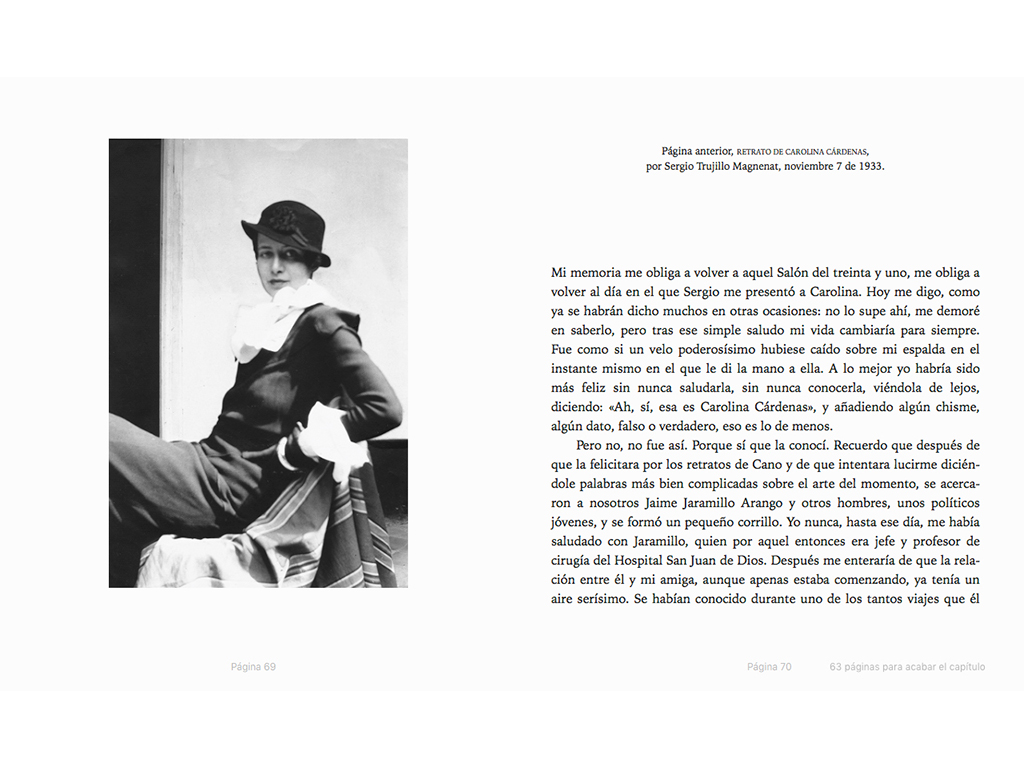 Página anterior, RETRATO DE CAROLINA CÁRDENAS,
por Sergio Trujillo Magnenat, noviembre 7 de 1933.
Mi memoria me obliga a volver a aquel Salón del treinta y uno, me obliga a
volver al día en el que Sergio me presentó a Carolina. Hoy me digo, como
ya se habrán dicho muchos en otras ocasiones: no lo supe ahí, me demoré
en saberlo, pero tras ese simple saludo mi vida cambiaría para siempre.
Fue como si un velo poderosísimo hubiese caído sobre mi espalda en el
instante mismo en el que le di la mano a ella. A lo mejor yo habría sido
más feliz sin nunca saludarla, sin nunca conocerla, viéndola de lejos,
diciendo: «Ah, sí, esa es Carolina Cárdenas», y añadiendo algún chisme,
algún dato, falso o verdadero, eso es lo de menos.
Pero no, no fue así. Porque sí que la conocí. Recuerdo que después de
que la felicitara por los retratos de Cano y de que intentara lucirme dicién-
dole palabras más bien complicadas sobre el arte del momento, se acerca-
ron a nosotros Jaime Jaramillo Arango y otros hombres, unos políticos
jóvenes, y se formó un pequeño corrillo. Yo nunca, hasta ese día, me había
saludado con Jaramillo, quien por aquel entonces era jefe y profesor de
cirugía del Hospital San Juan de Dios. Después me enteraría de que la rela-
ción entre él y mi amiga, aunque apenas estaba comenzando, ya tenía un
aire serísimo. Se habían conocido durante uno de los tantos viajes que él
Página 69
Página 70
63 páginas para acabar el capítulo